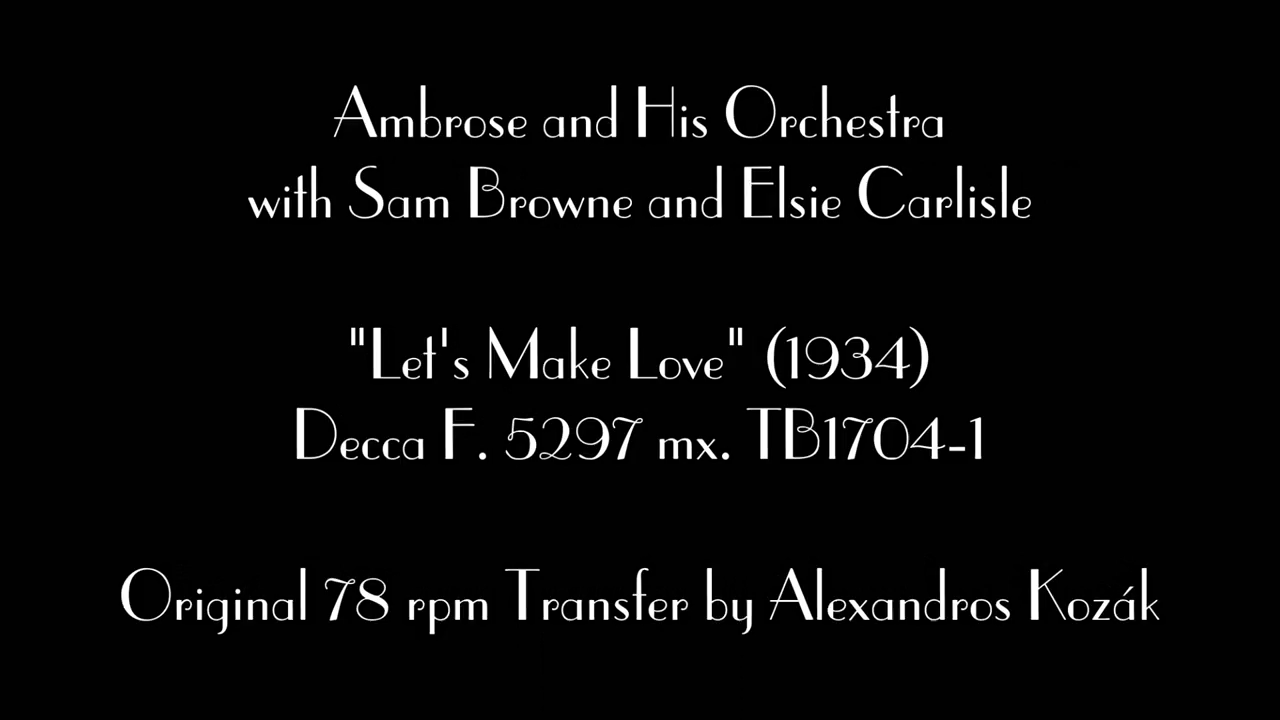 Ambrose and His Orchestra
with Sam Browne and Elsie Carlisle
"Let's Make Love" (1934)
Decca F. 5297 mx. TB1704-1
Original 78 rpm Transfer by Alexandros Kozák